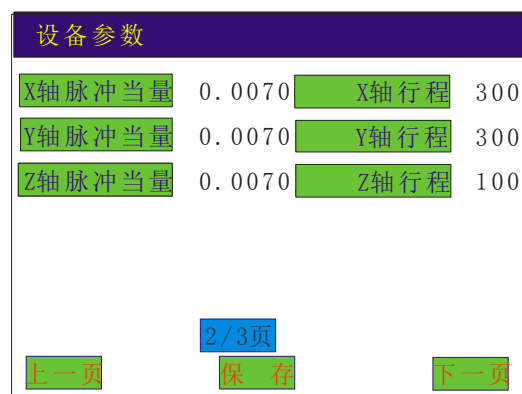 设备参数
X轴脉冲当量 0.0070 X轴行程 300
Y轴脉冲当量 0.0070 Y轴行程 300
Z轴脉冲当量 0.0070 Z轴行程 100
2/3页
上一页 保 存 下一页